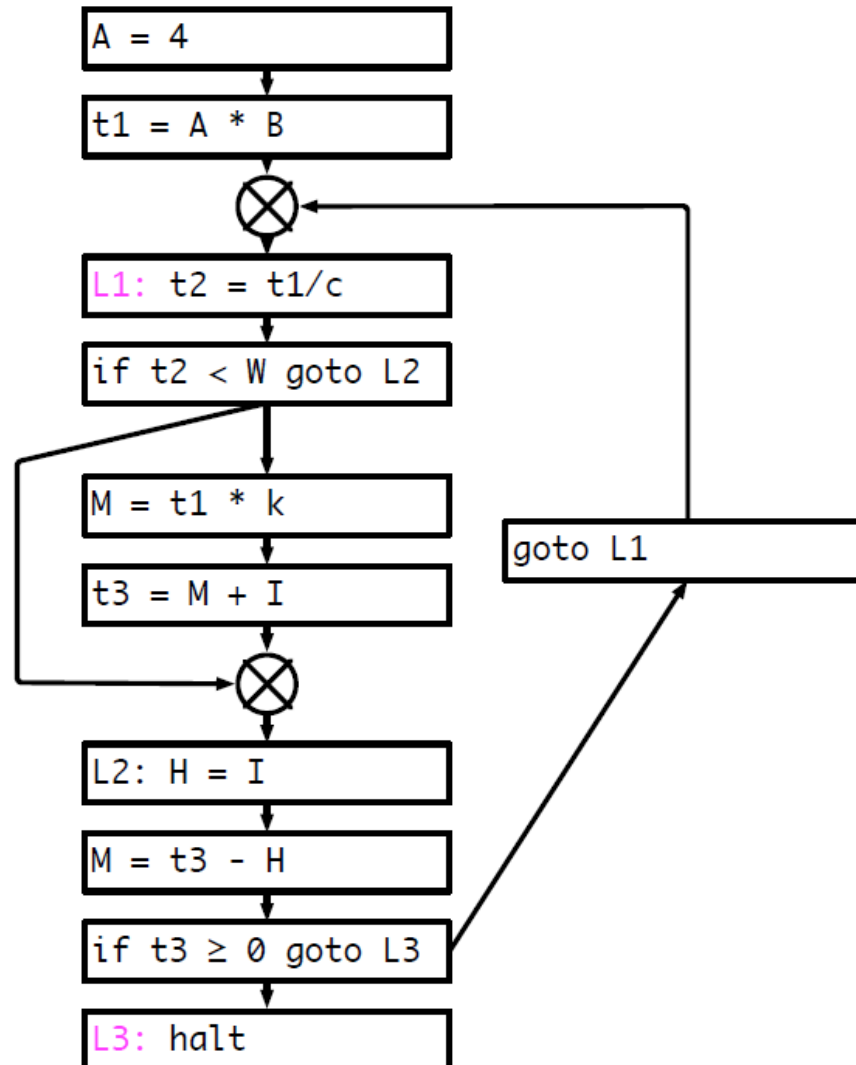 A = 4
t1 = A * B
L1: t2 = t1/c
if t2 < W goto L2
M = t1 * k
goto L1
t3 = M + I
L2: H = I
M = t3 - H
if t3 ≥ 0 goto L3
L3: halt